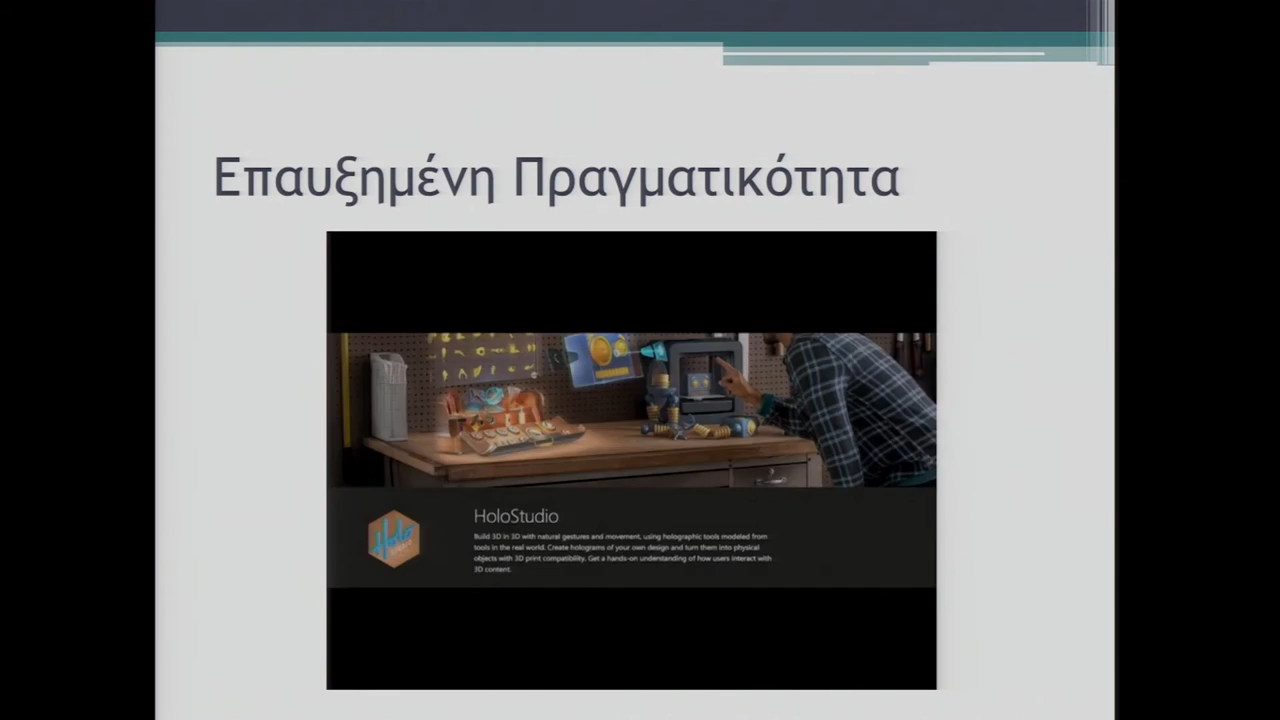 Επαυξημένη Πραγματικότητα
HoloStudio
Build 3D in 3D with natural gestures and movement, using holographic tools modeled from
tools in the real world. Create holograms of your own design and turn them into physical
objects with 3D print compatibility. Get a hands-on understanding of how users interact with
3D content.
Holo